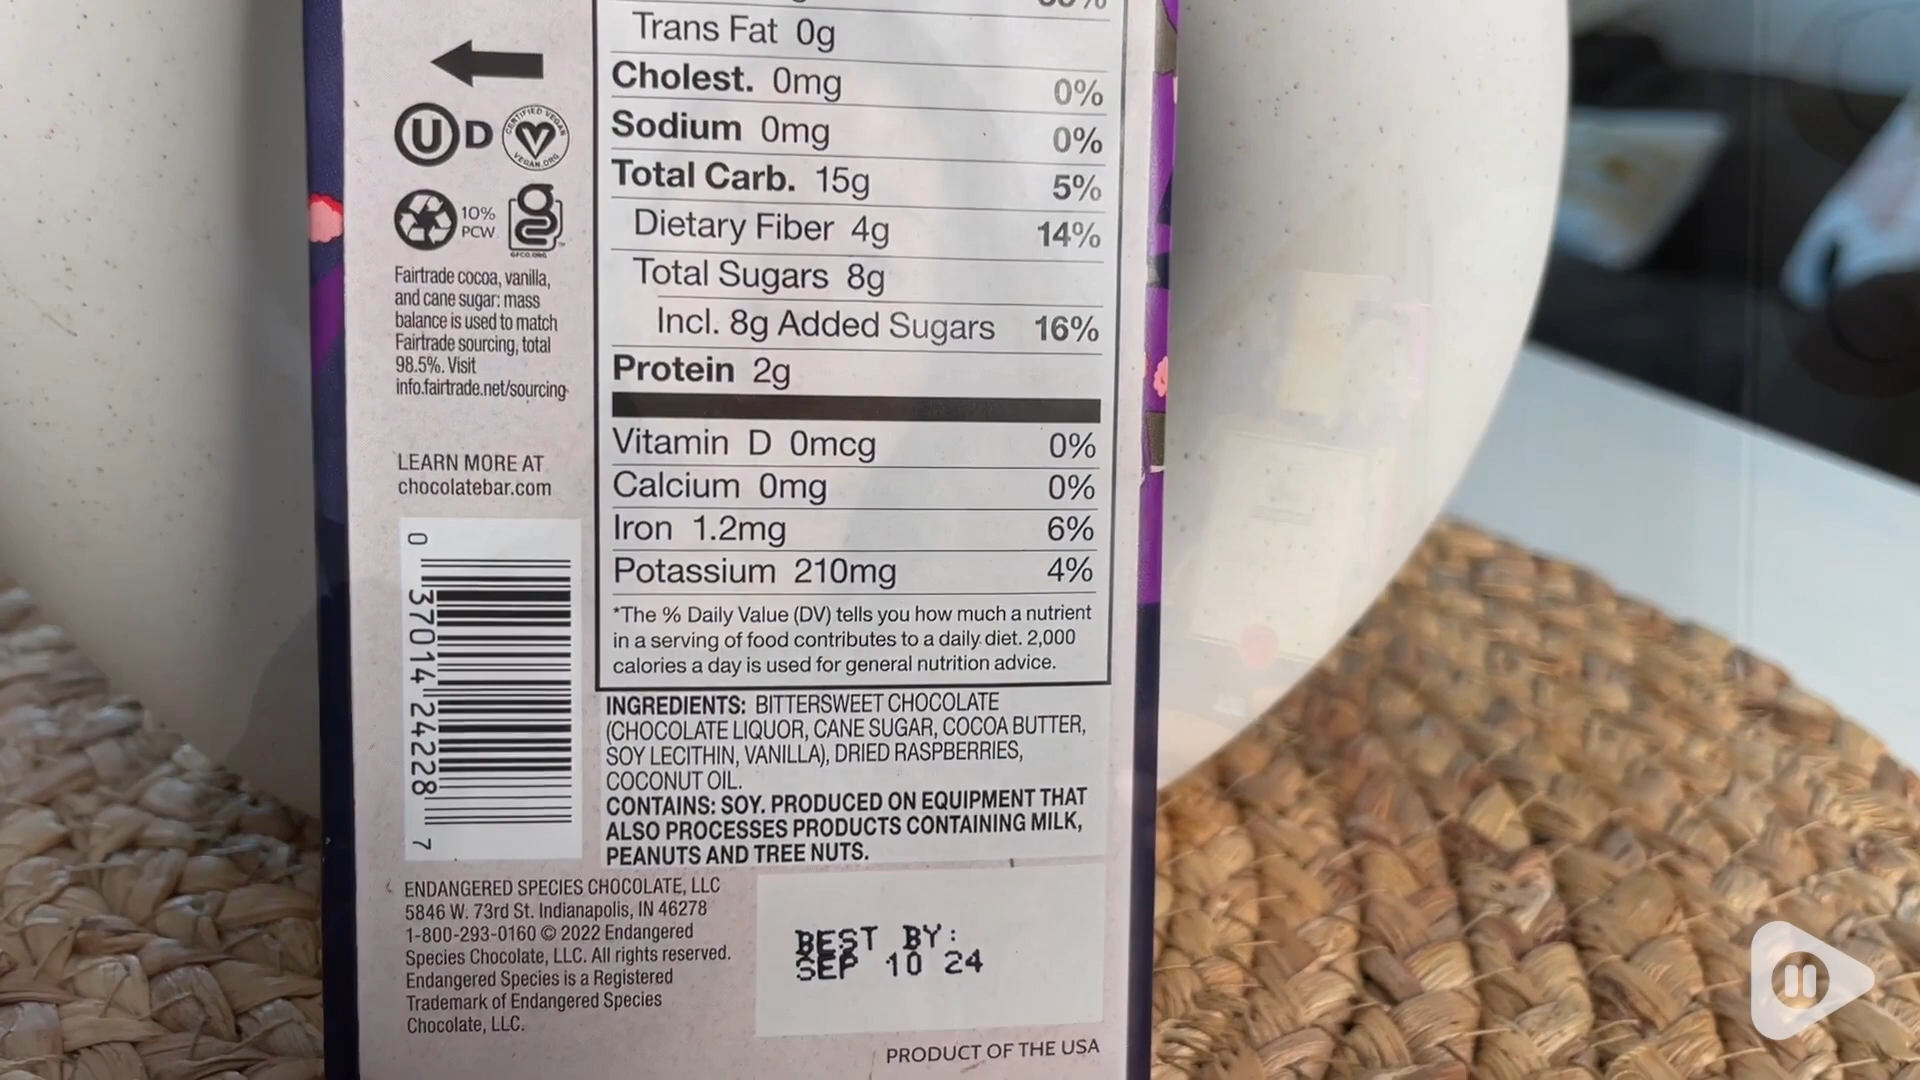 Trans Fat 0g
Cholest. 0mg 0%
Sodium 0mg 0%
Total Carb. 15g 5%
Dietary Fiber 4g 14%
Total Sugars 8g
Incl. 8g Added Sugars 16%
Protein 2g
Vitamin D 0mcg 0%
Calcium 0mg 0%
Iron 1.2mg 6%
Potassium 210mg 4%
*The % Daily Value (DV) tells you how much a nutrient
in a serving of food contributes to a daily diet. 2,000
calories a day is used for general nutrition advice.
INGREDIENTS: BITTERSWEET CHOCOLATE
(CHOCOLATE LIQUOR, CANE SUGAR, COCOA BUTTER,
SOY LECITHIN, VANILLA), DRIED RASPBERRIES,
COCONUT OIL.
CONTAINS: SOY. PRODUCED ON EQUIPMENT THAT
ALSO PROCESSES PRODUCTS CONTAINING MILK,
PEANUTS AND TREE NUTS.
U D
CERTIFIED VEGAN
VEGAN.ORG
10%
PCW
g
GFCO.ORG
Fairtrade cocoa, vanilla,
and cane sugar: mass
balance is used to match
Fairtrade sourcing, total
98.5%. Visit
info.fairtrade.net/sourcing
LEARN MORE AT
chocolatebar.com
0 37014 24228 7
ENDANGERED SPECIES CHOCOLATE, LLC
5846 W. 73rd St. Indianapolis, IN 46278
1-800-293-0160 © 2022 Endangered
Species Chocolate, LLC. All rights reserved.
Endangered Species is a Registered
Trademark of Endangered Species
Chocolate, LLC.
BEST BY:
SEP 10 24
PRODUCT OF THE USA